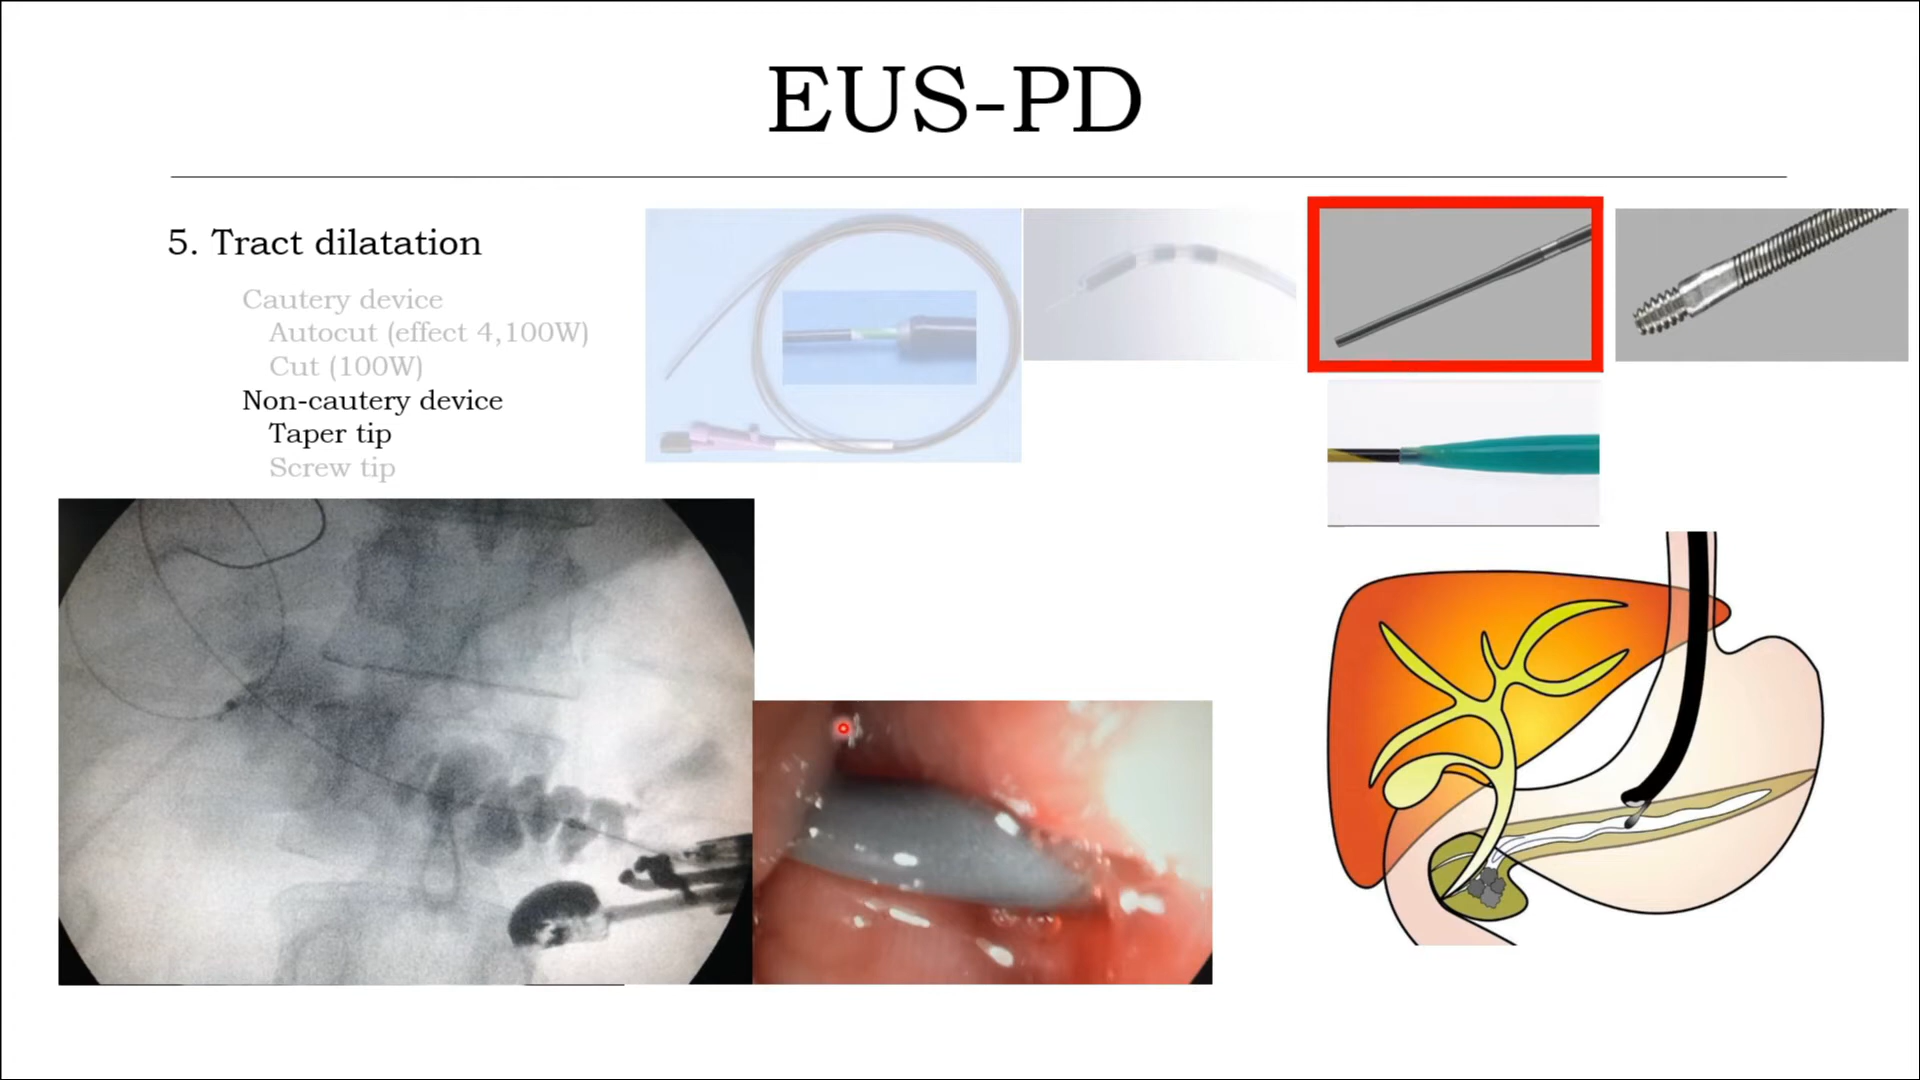 EUS-PD
5. Tract dilatation
Cautery device
Autocut (effect 4,100W)
Cut (100W)
Non-cautery device
Taper tip
Screw tip